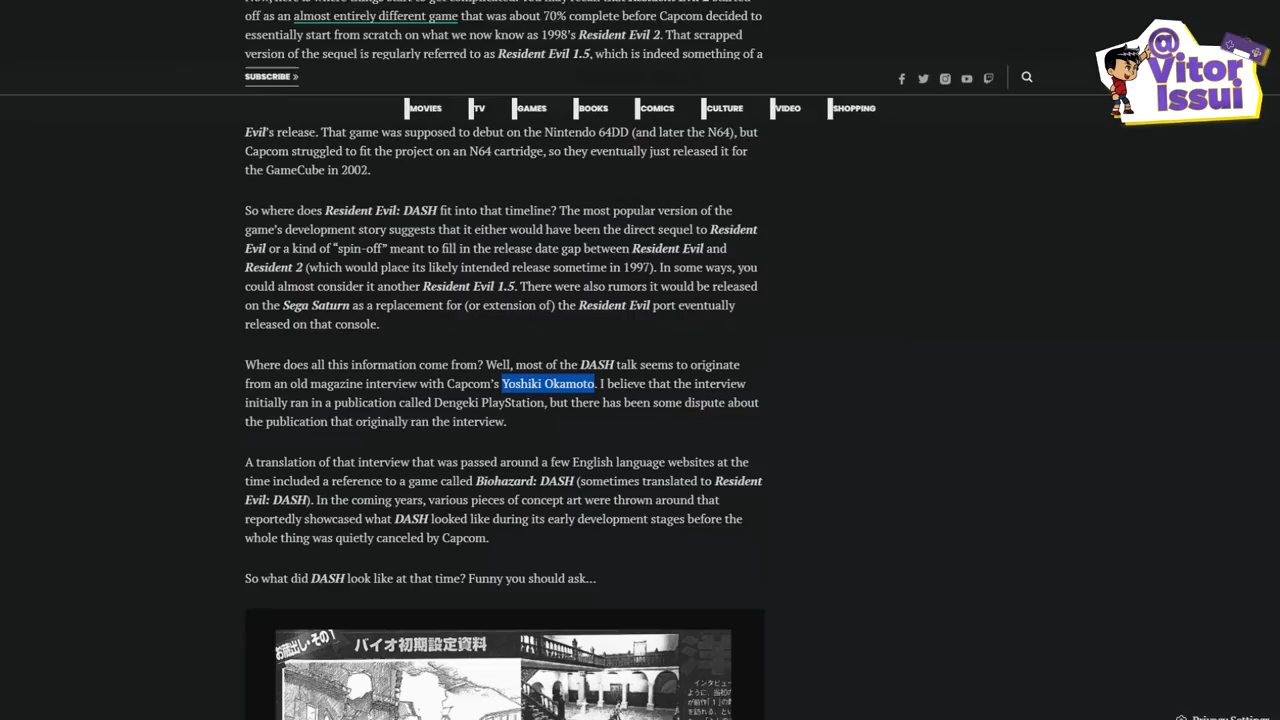 off as an almost entirely different game that was about 70% complete before Capcom decided to
essentially start from scratch on what we now know as 1998's Resident Evil 2. That scrapped
version of the sequel is regularly referred to as Resident Evil 1.5, which is indeed something of a
SUBSCRIBE »
@
Vitor
Issui
MOVIES TV GAMES BOOKS COMICS CULTURE VIDEO SHOPPING
Evil's release. That game was supposed to debut on the Nintendo 64DD (and later the N64), but
Capcom struggled to fit the project on an N64 cartridge, so they eventually just released it for
the GameCube in 2002.
So where does Resident Evil: DASH fit into that timeline? The most popular version of the
game's development story suggests that it either would have been the direct sequel to Resident
Evil or a kind of “spin-off” meant to fill in the release date gap between Resident Evil and
Resident 2 (which would place its likely intended release sometime in 1997). In some ways, you
could almost consider it another Resident Evil 1.5. There were also rumors it would be released
on the Sega Saturn as a replacement for (or extension of) the Resident Evil port eventually
released on that console.
Where does all this information come from? Well, most of the DASH talk seems to originate
from an old magazine interview with Capcom's Yoshiki Okamoto. I believe that the interview
initially ran in a publication called Dengeki PlayStation, but there has been some dispute about
the publication that originally ran the interview.
A translation of that interview that was passed around a few English language websites at the
time included a reference to a game called Biohazard: DASH (sometimes translated to Resident
Evil: DASH). In the coming years, various pieces of concept art were thrown around that
reportedly showcased what DASH looked like during its early development stages before the
whole thing was quietly canceled by Capcom.
So what did DASH look like at that time? Funny you should ask…
お蔵出し・その1
バイオ初期設定資料
インタビュー